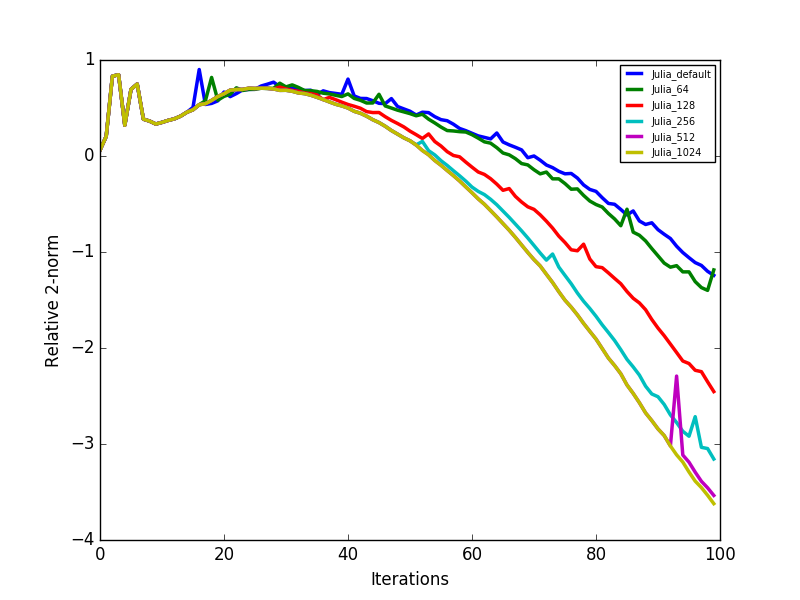 1
0
−1
−2
−3
−4
0
20
40
60
80
100
Relative 2-norm
Iterations
Julia_default
Julia_64
Julia_128
Julia_256
Julia_512
Julia_1024